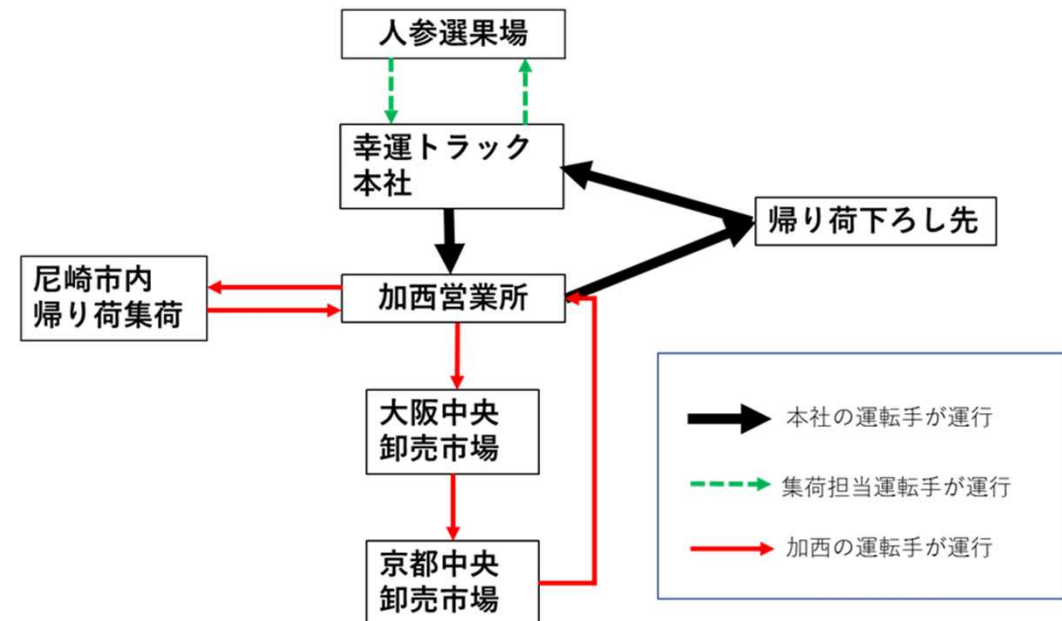 人参選果場
幸運トラック
本社
帰り荷下ろし先
尼崎市内
帰り荷集荷
加西営業所
大阪中央
卸売市場
京都中央
卸売市場
本社の運転手が運行
集荷担当運転手が運行
加西の運転手が運行